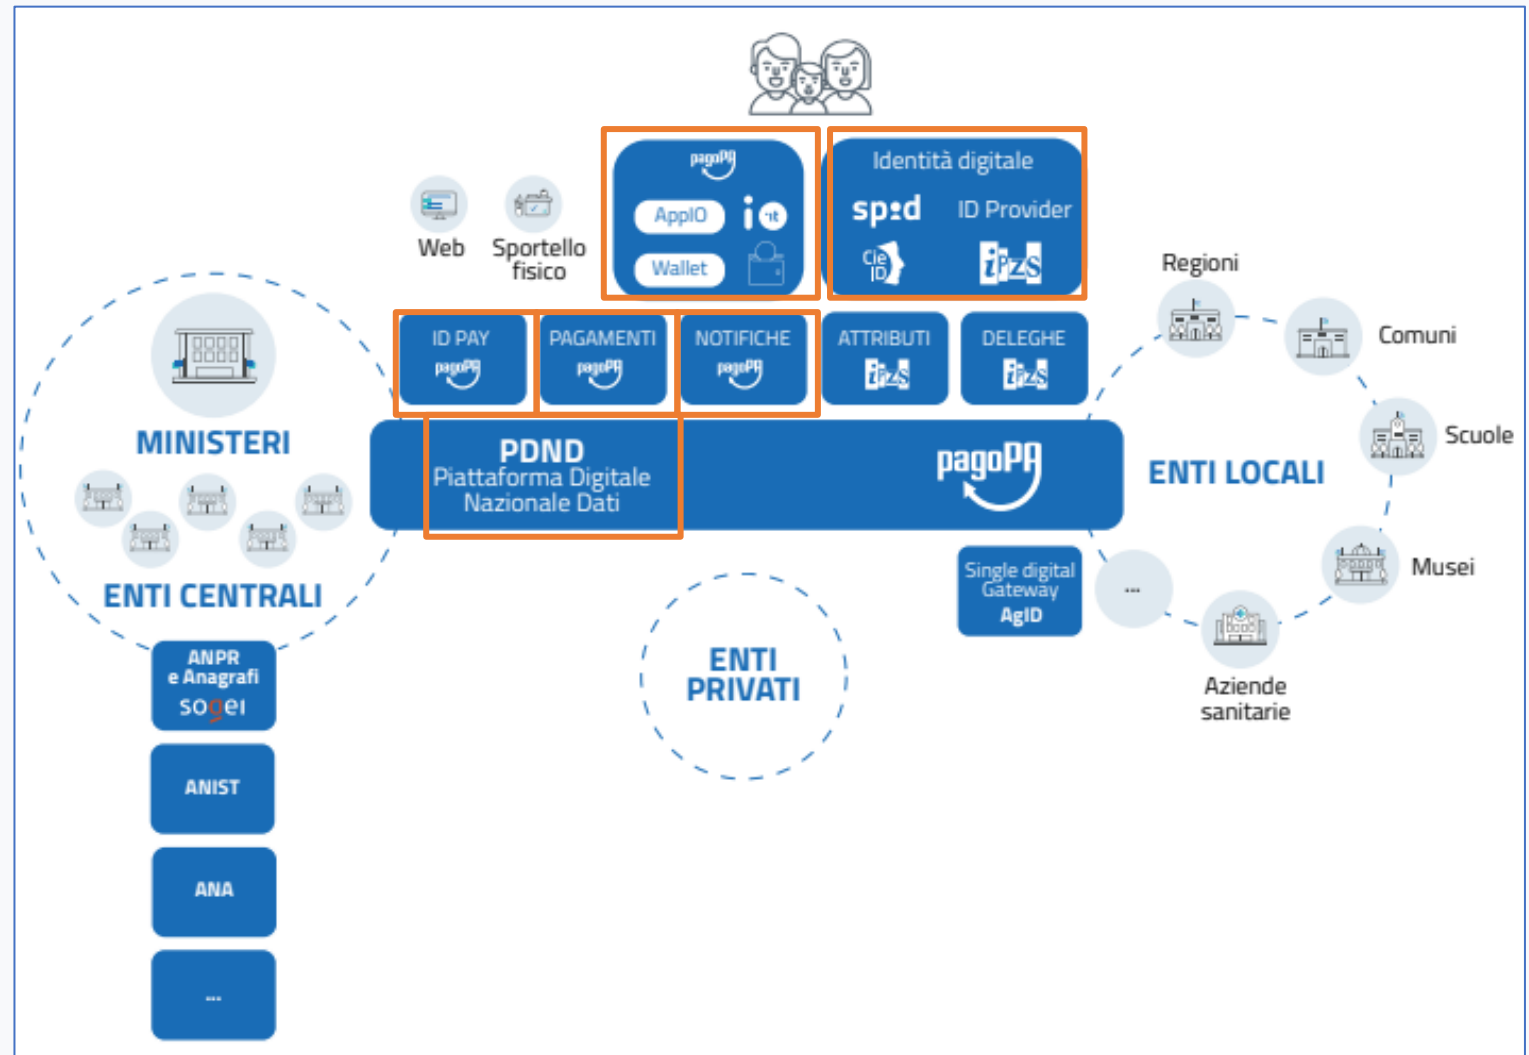 pagoPA
AppIO
io
it
Wallet
Identità digitale
sp:d
ID Provider
Cie
ID
iPZS
Web
Sportello
fisico
ID PAY
pagoPA
PAGAMENTI
pagoPA
NOTIFICHE
pagoPA
ATTRIBUTI
iPZS
DELEGHE
iPZS
MINISTERI
ENTI CENTRALI
PDND
Piattaforma Digitale
Nazionale Dati
pagoPA
Regioni
Comuni
Scuole
ENTI LOCALI
Musei
...
Aziende
sanitarie
Single digital
Gateway
AgID
ENTI
PRIVATI
ANPR
e Anagrafi
sogei
ANIST
ANA
...